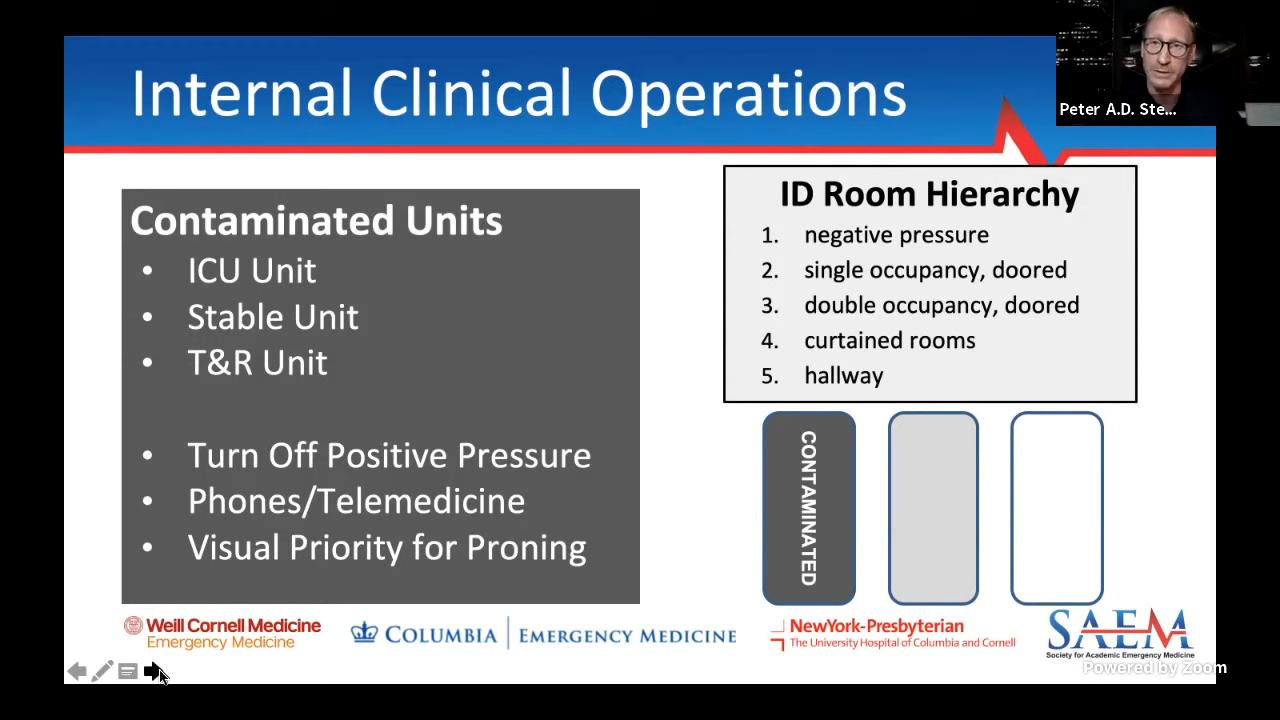 Internal Clinical Operations
Peter A.D. Ste...
Contaminated Units
• ICU Unit
• Stable Unit
• T&R Unit
• Turn Off Positive Pressure
• Phones/Telemedicine
• Visual Priority for Proning
ID Room Hierarchy
1. negative pressure
2. single occupancy, doored
3. double occupancy, doored
4. curtained rooms
5. hallway
CONTAMINATED
Weill Cornell Medicine
Emergency Medicine
COLUMBIA EMERGENCY MEDICINE
NewYork-Presbyterian
The University Hospital of Columbia and Cornell
SAEM
Society for Academic Emergency Medicine
Powered by Zoom